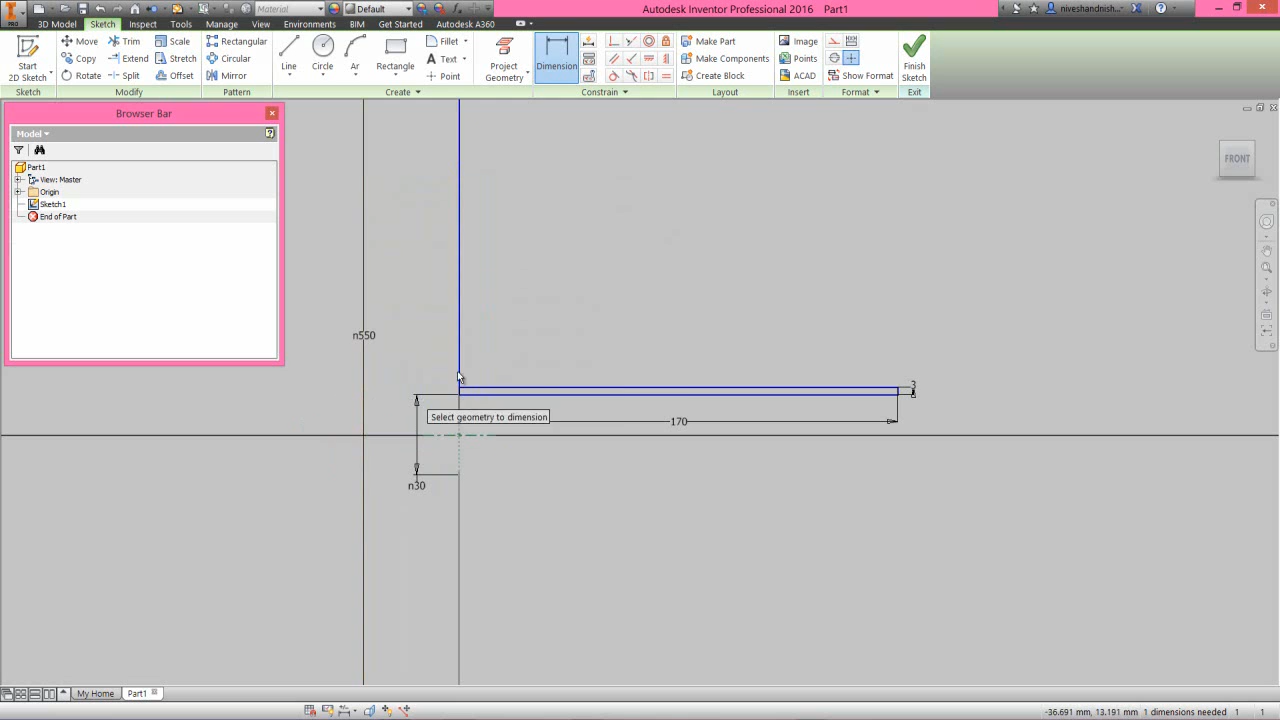 Material
Default
Autodesk Inventor Professional 2016 Part1
niveshandnish...
PRO
3D Model Sketch Inspect Tools Manage View Environments BIM Get Started Autodesk A360
Start
2D Sketch
Move Trim Scale
Copy Extend Stretch
Rotate Split Offset
Rectangular
Circular
Mirror
Line Circle Arc Rectangle
Fillet
Text
Point
Project
Geometry
Dimension
Make Part
Make Components
Create Block
Image
Points
ACAD
Show Format
Finish
Sketch
Sketch Modify Pattern Create Constrain Layout Insert Format Exit
Browser Bar
Model
Part1
View: Master
Origin
Sketch1
End of Part
FRONT
n550
3
Select geometry to dimension
170
n30
My Home Part1
-36.691 mm, 13.191 mm 1 dimensions needed 1 1